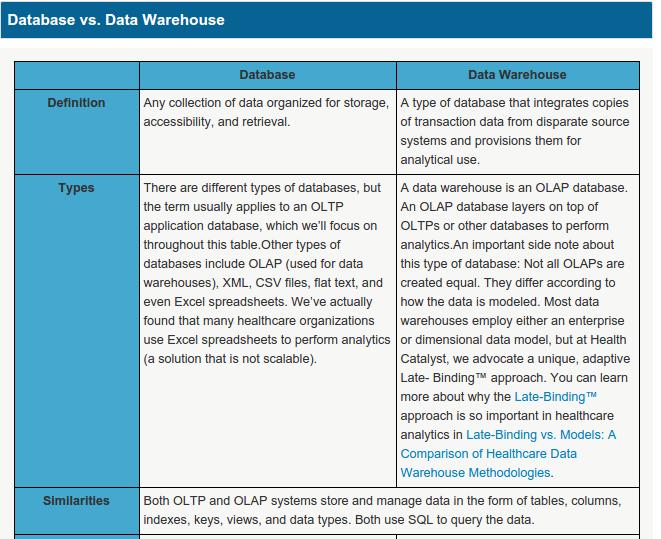 Database vs. Data Warehouse
Database
Data Warehouse
Definition
Any collection of data organized for storage,
accessibility, and retrieval.
A type of database that integrates copies
of transaction data from disparate source
systems and provisions them for
analytical use.
Types
There are different types of databases, but
the term usually applies to an OLTP
application database, which we'll focus on
throughout this table.Other types of
databases include OLAP (used for data
warehouses), XML, CSV files, flat text, and
even Excel spreadsheets. We've actually
found that many healthcare organizations
use Excel spreadsheets to perform analytics
(a solution that is not scalable).
A data warehouse is an OLAP database.
An OLAP database layers on top of
OLTPs or other databases to perform
analytics.An important side note about
this type of database: Not all OLAPs are
created equal. They differ according to
how the data is modeled. Most data
warehouses employ either an enterprise
or dimensional data model, but at Health
Catalyst, we advocate a unique, adaptive
Late- Binding™ approach. You can learn
more about why the Late-Binding™
approach is so important in healthcare
analytics in Late-Binding vs. Models: A
Comparison of Healthcare Data
Warehouse Methodologies.
Similarities
Both OLTP and OLAP systems store and manage data in the form of tables, columns,
indexes, keys, views, and data types. Both use SQL to query the data.